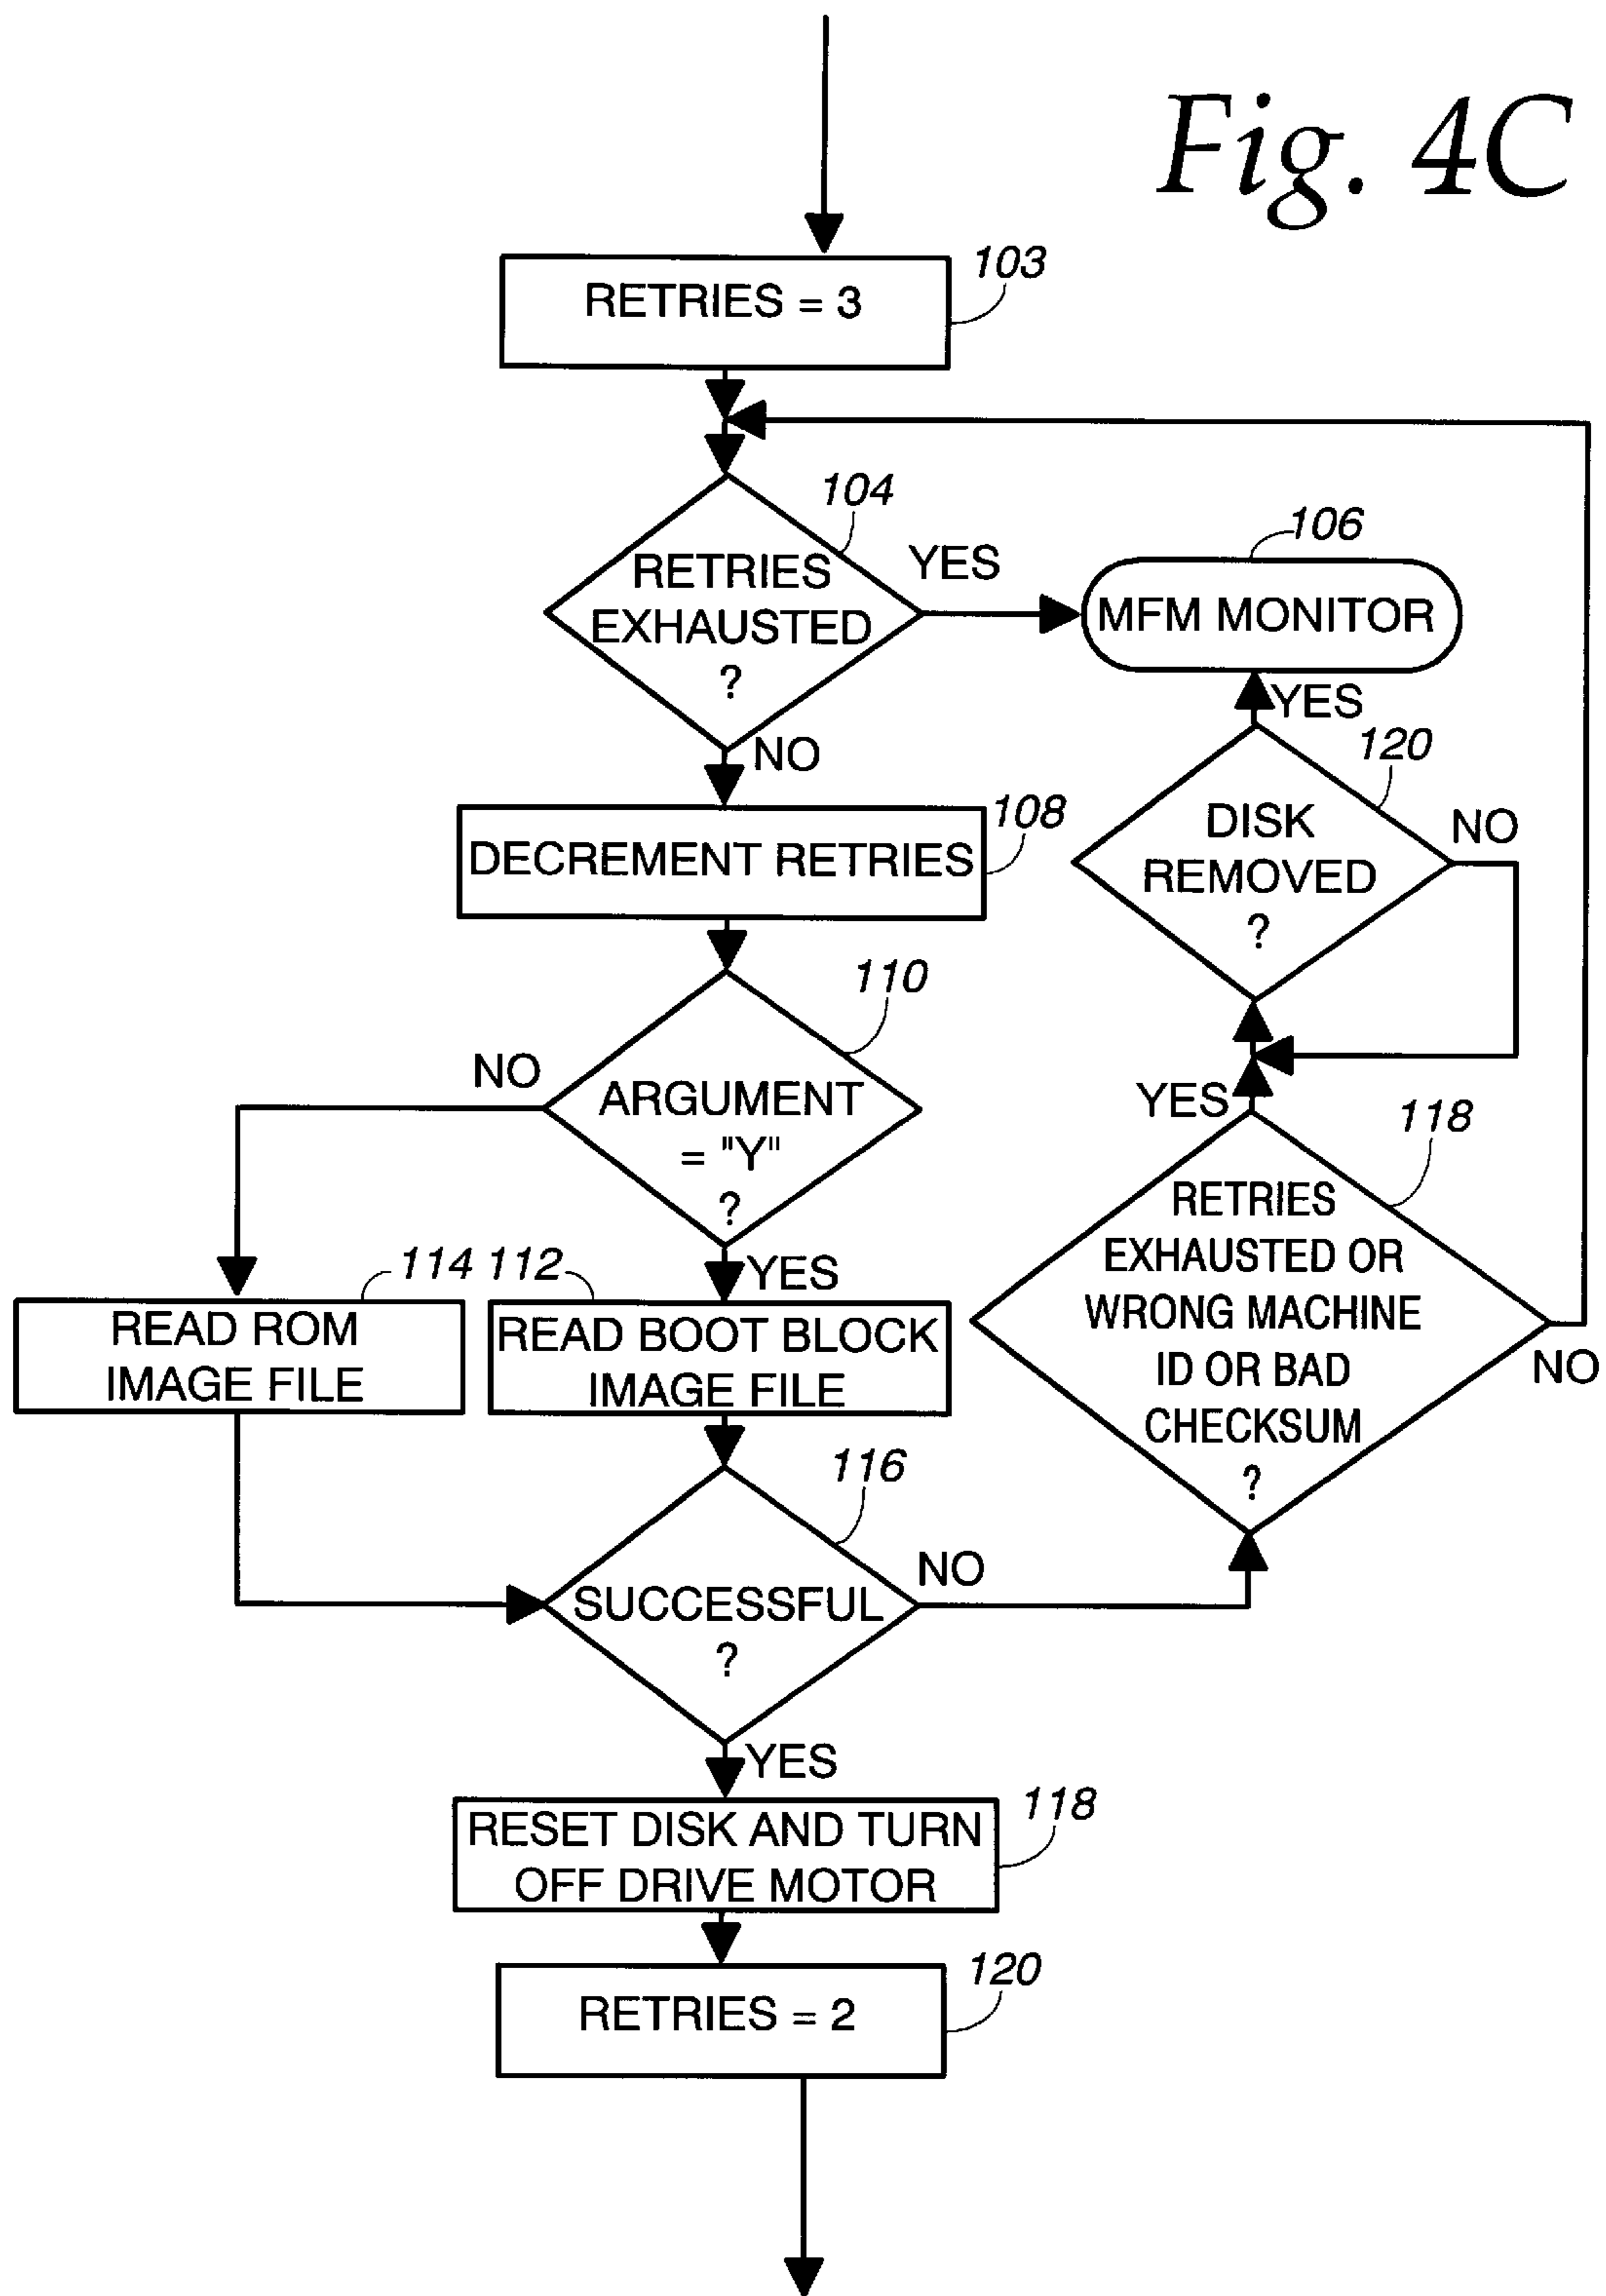 Fig. 4C
103
RETRIES = 3
104
RETRIES
EXHAUSTED
?
YES
106
MFM MONITOR
YES
NO
120
DISK
REMOVED
?
NO
108
DECREMENT RETRIES
110
NO
ARGUMENT
= "Y"
?
YES
118
RETRIES
EXHAUSTED OR
WRONG MACHINE
ID OR BAD
CHECKSUM
?
NO
114
112
YES
READ ROM
IMAGE FILE
READ BOOT BLOCK
IMAGE FILE
116
NO
SUCCESSFUL
?
YES
118
RESET DISK AND TURN
OFF DRIVE MOTOR
120
RETRIES = 2